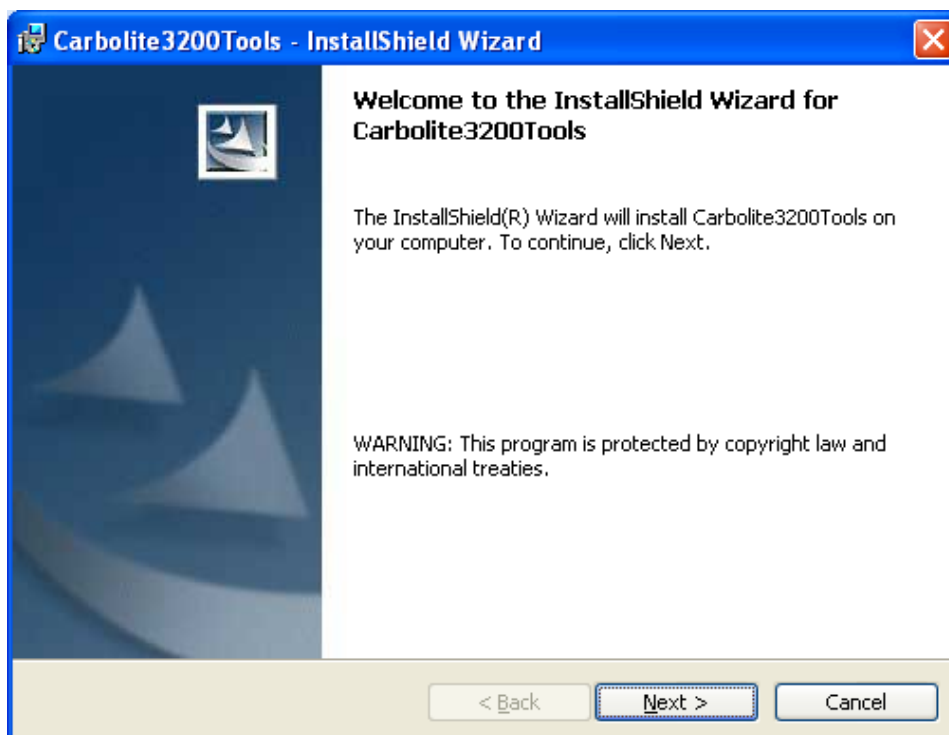 Carbolite3200Tools - InstallShield Wizard
Welcome to the InstallShield Wizard for
Carbolite3200Tools
The InstallShield(R) Wizard will install Carbolite3200Tools on
your computer. To continue, click Next.
WARNING: This program is protected by copyright law and
international treaties.
< Back
Next >
Cancel